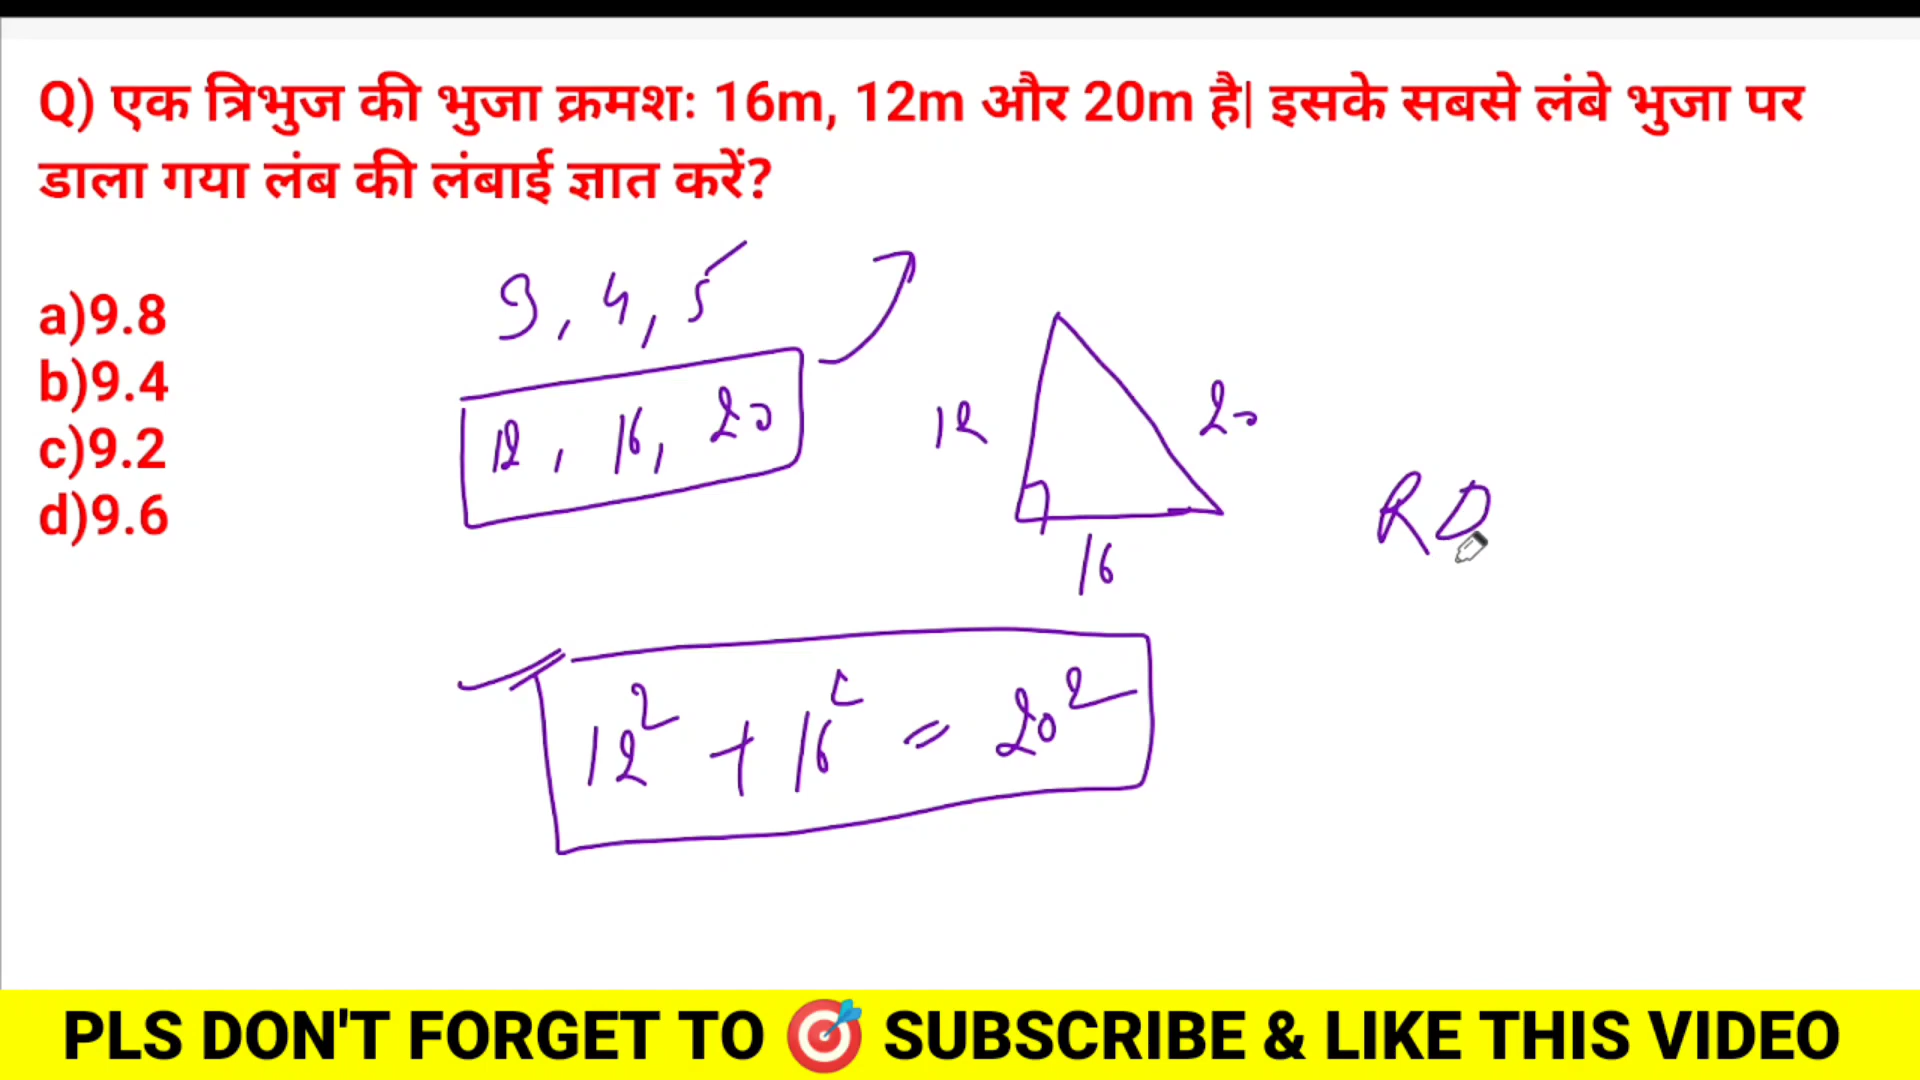 Q) एक त्रिभुज की भुजा क्रमश: 16m, 12m और 20m है| इसके सबसे लंबे भुजा पर
डाला गया लंब की लंबाई ज्ञात करें?
a)9.8
b)9.4
c)9.2
d)9.6
3, 4, 5
12, 16, 20
12
20
16
RD
12² + 16² = 20²
PLS DON'T FORGET TO 🎯 SUBSCRIBE & LIKE THIS VIDEO